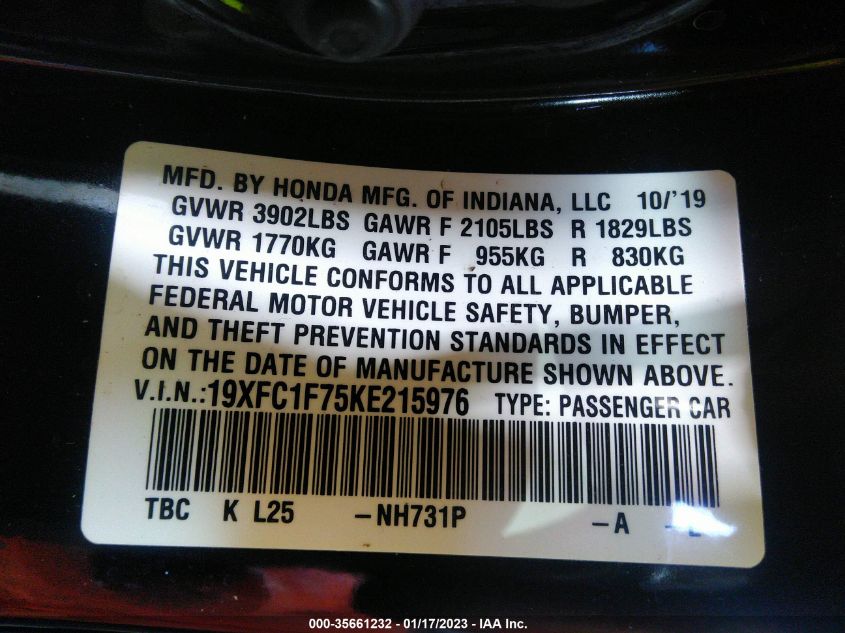 MFD. BY HONDA MFG. OF INDIANA, LLC 10/'19
GVWR 3902LBS GAWR F 2105LBS R 1829LBS
GVWR 1770KG GAWR F 955KG R 830KG
THIS VEHICLE CONFORMS TO ALL APPLICABLE
FEDERAL MOTOR VEHICLE SAFETY, BUMPER,
AND THEFT PREVENTION STANDARDS IN EFFECT
ON THE DATE OF MANUFACTURE SHOWN ABOVE.
V.I.N.:19XFC1F75KE215976 TYPE: PASSENGER CAR
TBC K L25 -NH731P -A
000-35661232 - 01/17/2023 - IAA Inc.